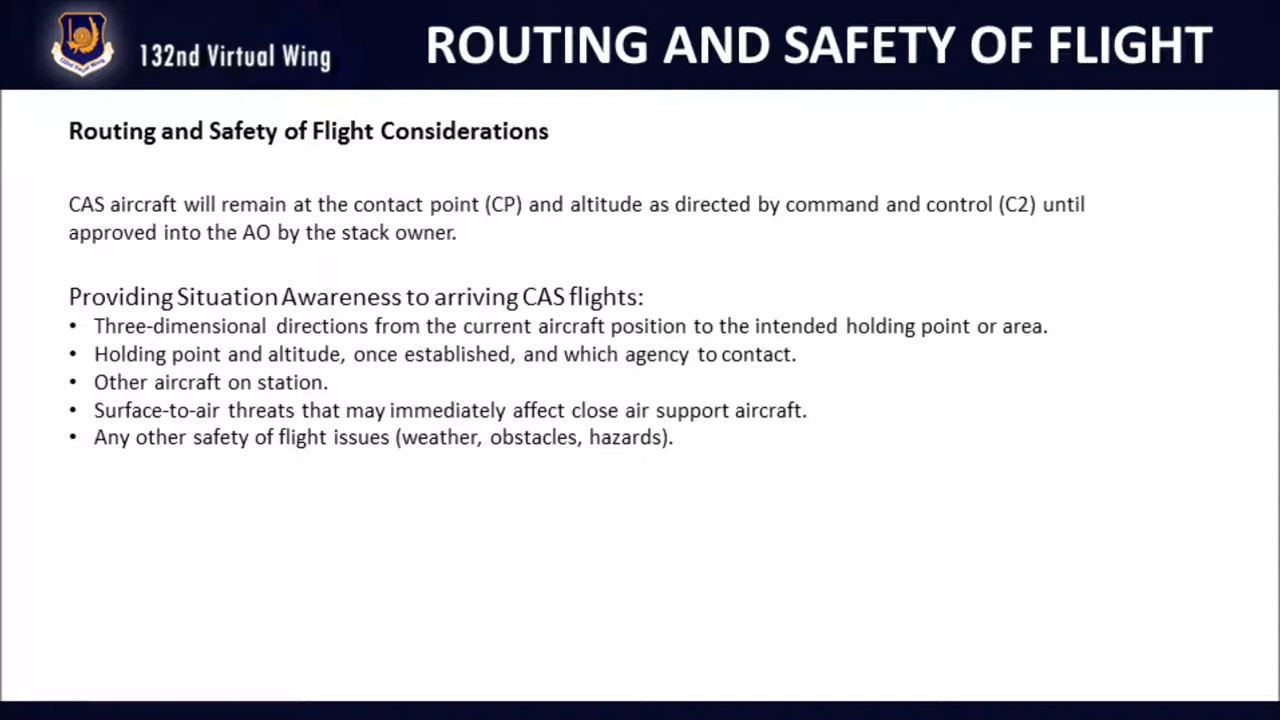 132nd Virtual Wing
ROUTING AND SAFETY OF FLIGHT
Routing and Safety of Flight Considerations
CAS aircraft will remain at the contact point (CP) and altitude as directed by command and control (C2) until
approved into the AO by the stack owner.
Providing Situation Awareness to arriving CAS flights:
• Three-dimensional directions from the current aircraft position to the intended holding point or area.
• Holding point and altitude, once established, and which agency to contact.
• Other aircraft on station.
• Surface-to-air threats that may immediately affect close air support aircraft.
• Any other safety of flight issues (weather, obstacles, hazards).